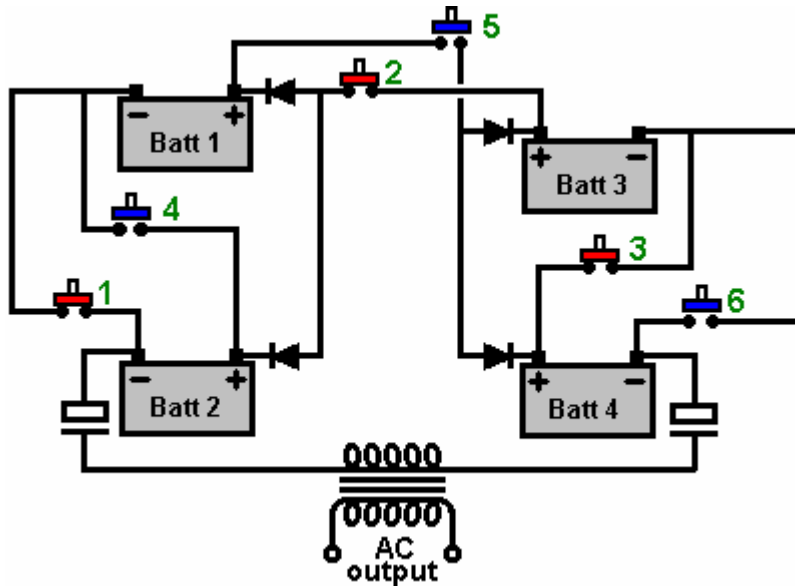 5
2
− +
Batt 1
+ −
Batt 3
4
3
1
6
− +
Batt 2
+ −
Batt 4
AC
output